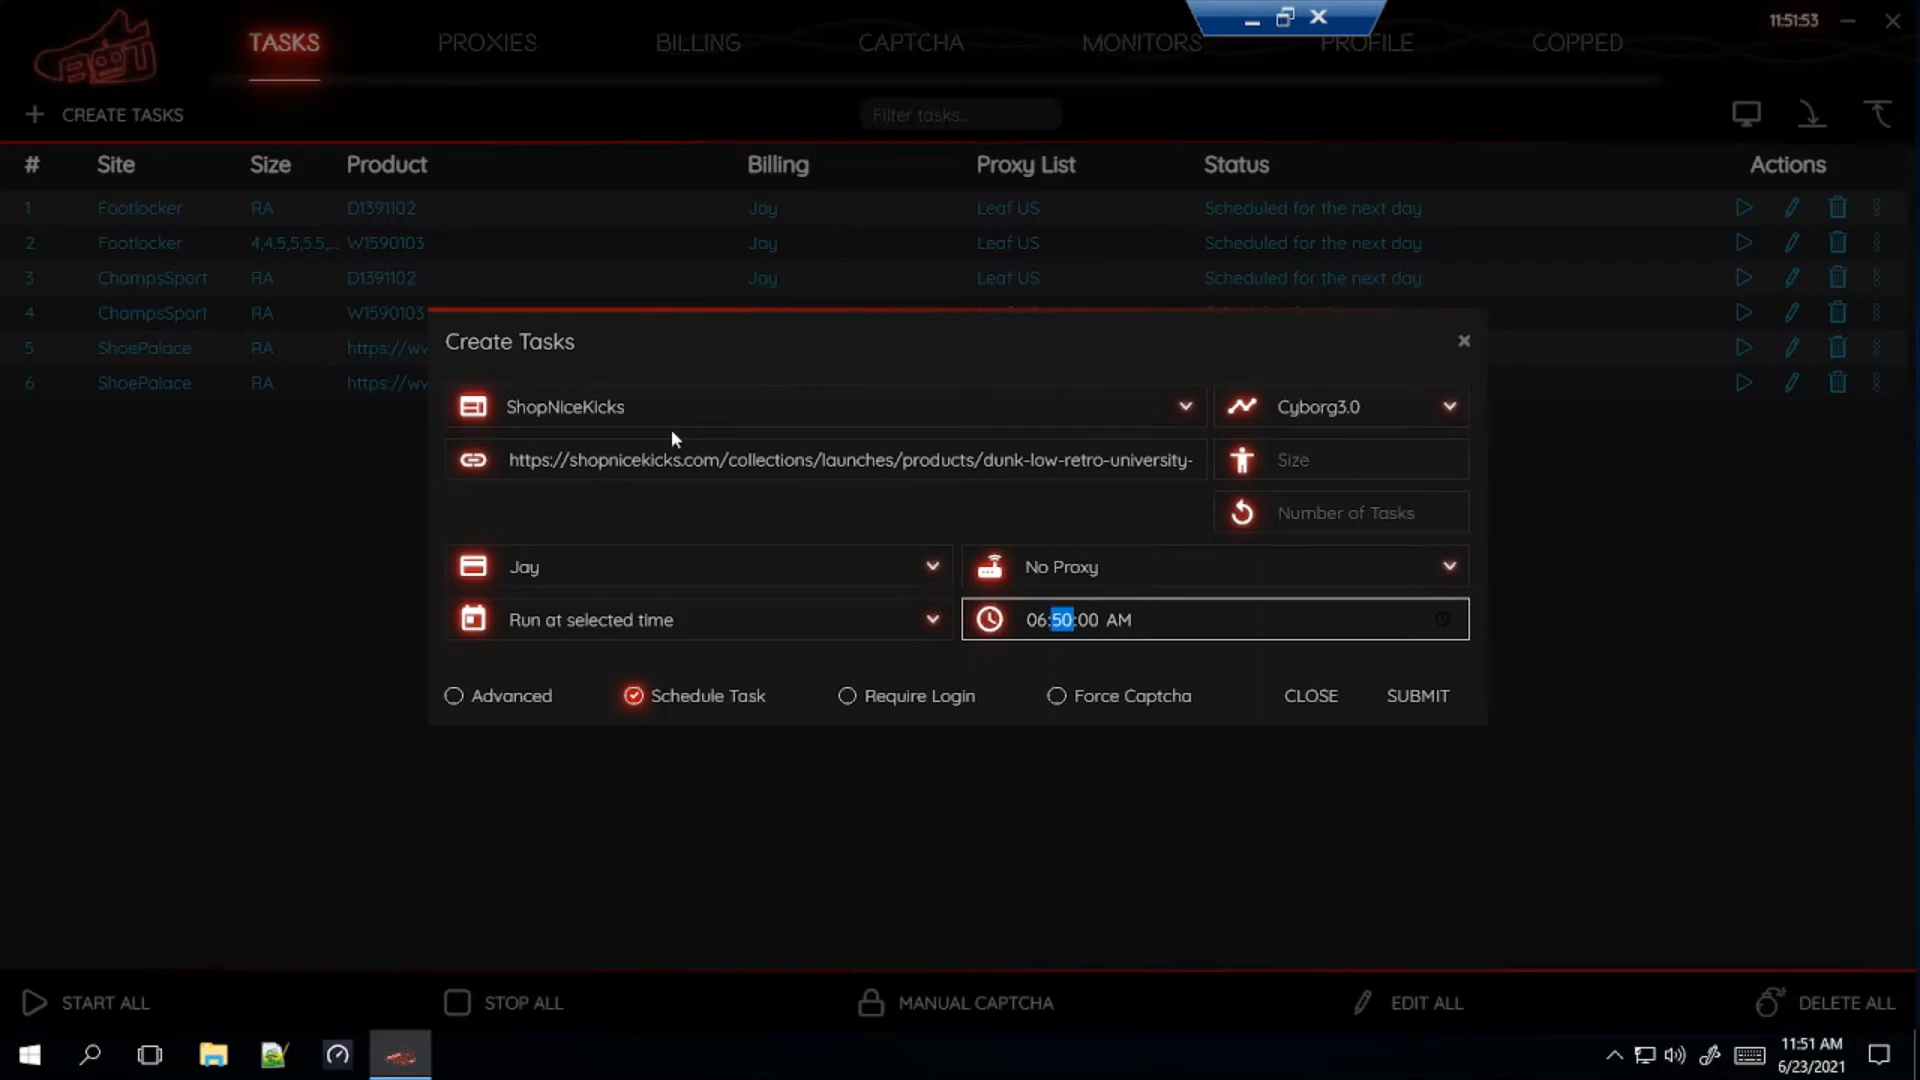 BOT
TASKS PROXIES BILLING CAPTCHA MONITORS PROFILE COPPED
11:51:53
CREATE TASKS
Filter tasks...
# Site Size Product Billing Proxy List Status Actions
1 Footlocker RA D1391102 Jay Leaf US Scheduled for the next day
2 Footlocker 4,4.5,5,5.5,... W1590103 Jay Leaf US Scheduled for the next day
3 ChampsSport RA D1391102 Jay Leaf US Scheduled for the next day
4 ChampsSport RA W1590103
5 ShoePalace RA https://ww
6 ShoePalace RA https://ww
Create Tasks
ShopNiceKicks
Cyborg3.0
https://shopnicekicks.com/collections/launches/products/dunk-low-retro-university-
Size
Number of Tasks
Jay
No Proxy
Run at selected time
06:50:00 AM
Advanced Schedule Task Require Login Force Captcha CLOSE SUBMIT
START ALL STOP ALL MANUAL CAPTCHA EDIT ALL DELETE ALL
11:51 AM
6/23/2021